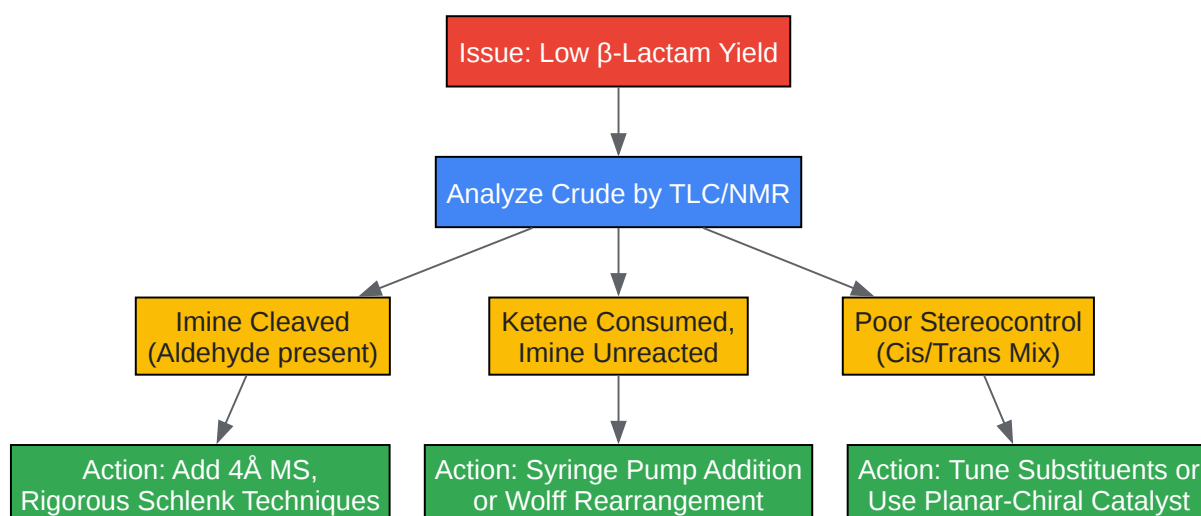 Issue: Low β-Lactam Yield
Analyze Crude by TLC/NMR
Imine Cleaved
(Aldehyde present)
Ketene Consumed,
Imine Unreacted
Poor Stereocontrol
(Cis/Trans Mix)
Action: Add 4Å MS,
Rigorous Schlenk Techniques
Action: Syringe Pump Addition
or Wolff Rearrangement
Action: Tune Substituents or
Use Planar-Chiral Catalyst